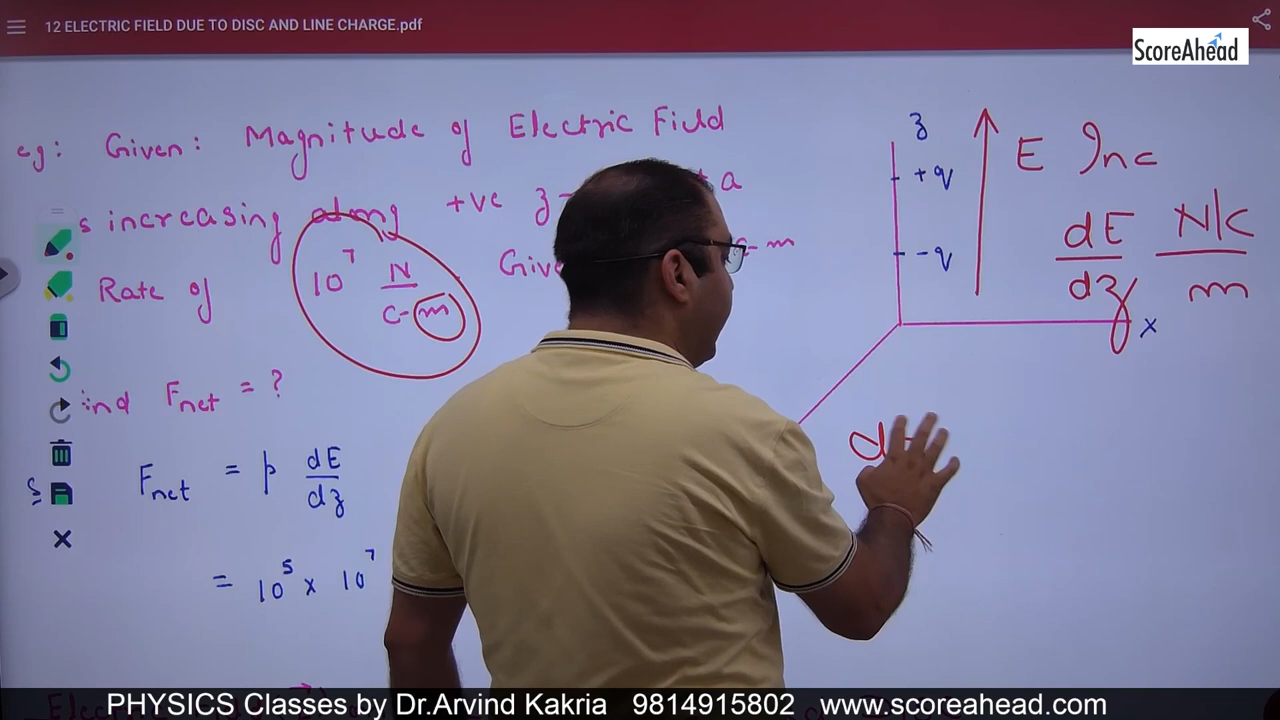 12 ELECTRIC FIELD DUE TO DISC AND LINE CHARGE.pdf
ScoreAhead
eg: Given: Magnitude of Electric Field
s increasing along +ve z- a
Rate of 10^7 N/C-m Give c-m
ind Fnet = ?
S Fnet = p dE/dz
= 10^5 x 10^7
z
+q
-q
x
E Inc
dE/dz N/C/m
d
PHYSICS Classes by Dr.Arvind Kakria 9814915802 www.scoreahead.com